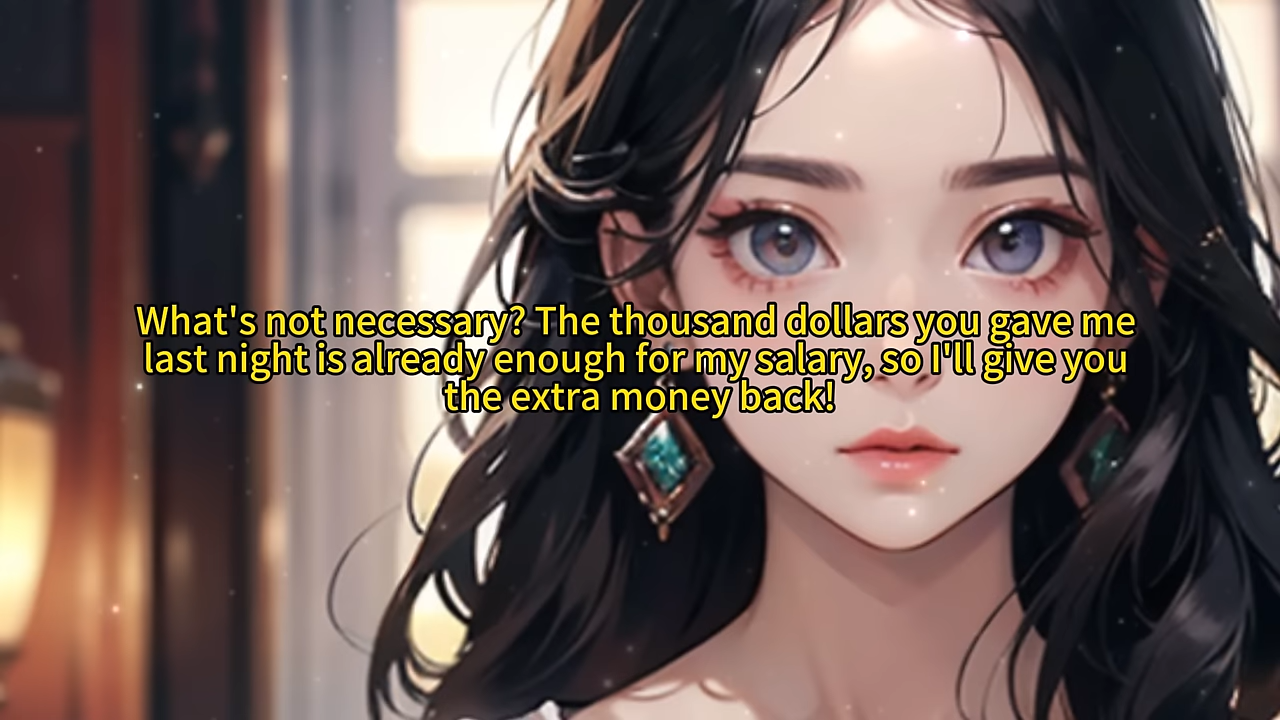 What's not necessary? The thousand dollars you gave me
last night is already enough for my salary, so I'll give you
the extra money back!